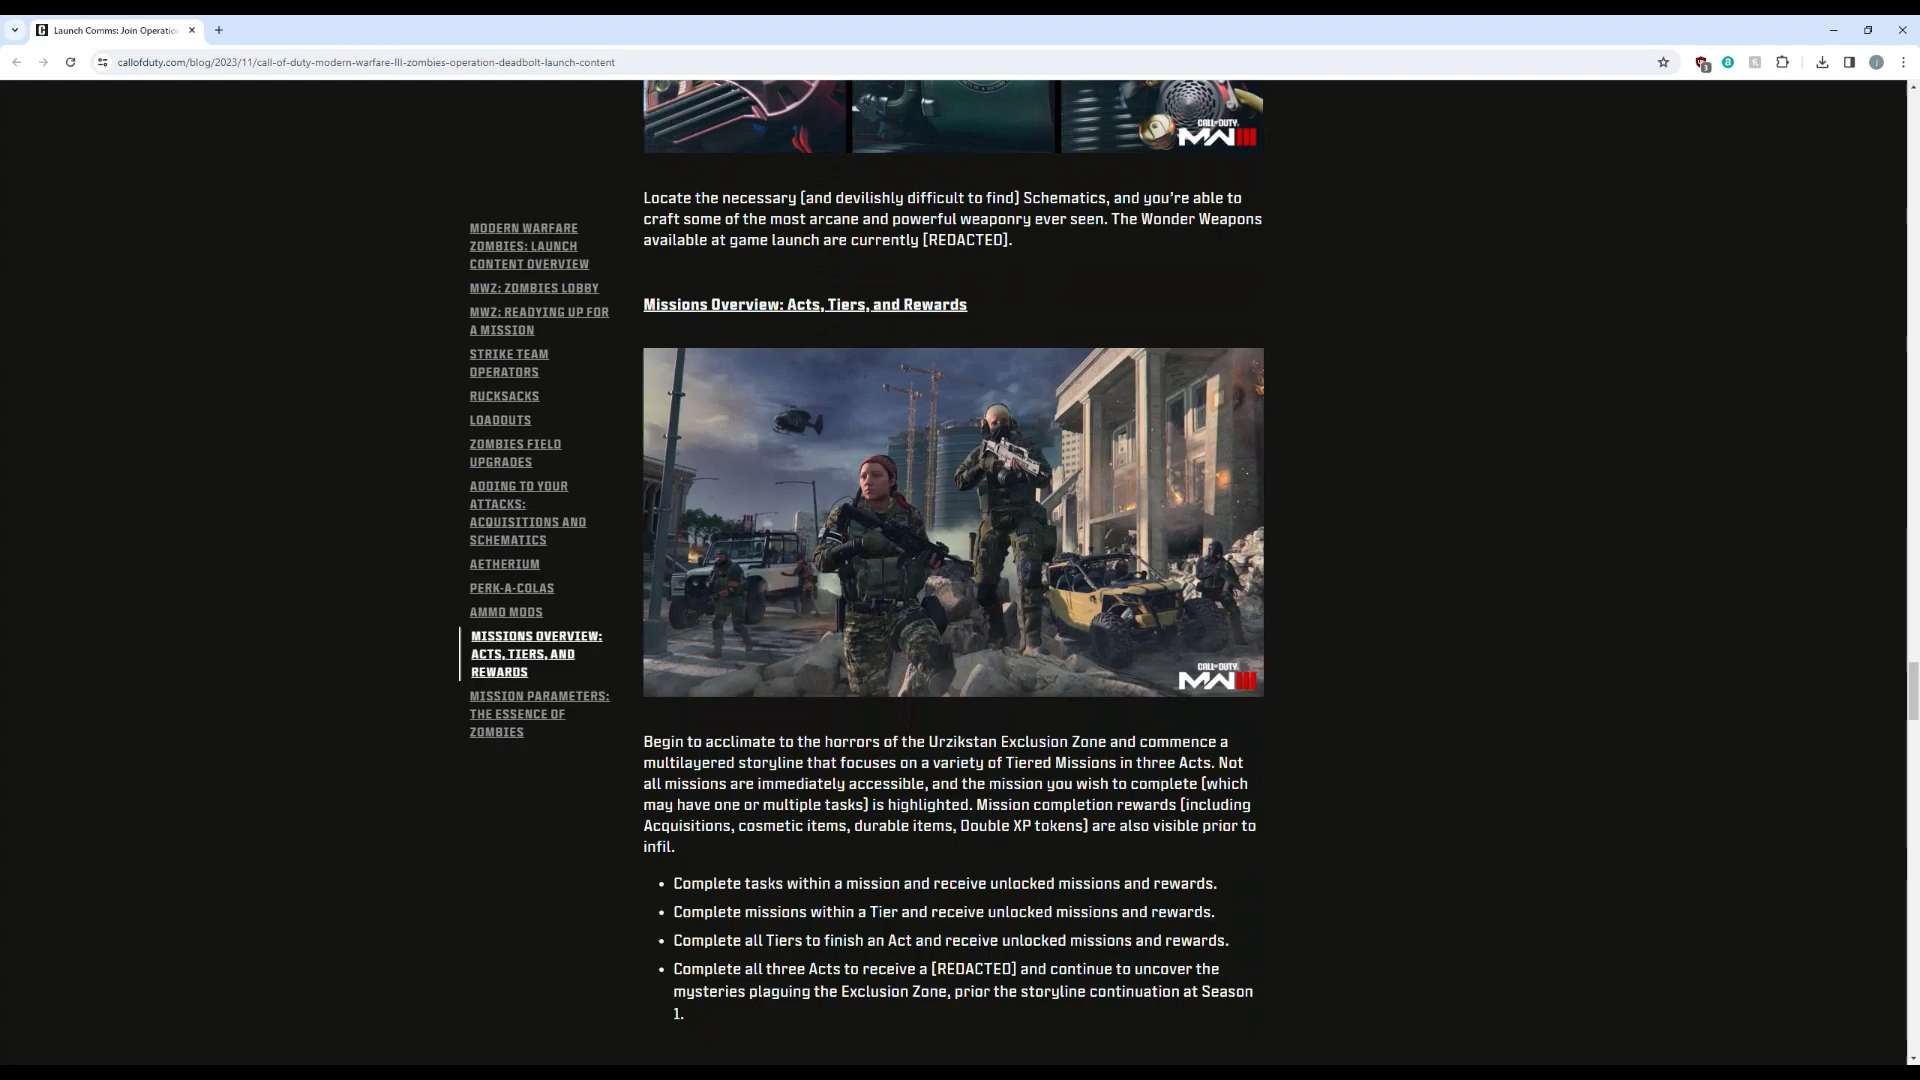 Launch Comms: Join Operatio
callofduty.com/blog/2023/11/call-of-duty-modern-warfare-III-zombies-operation-deadbolt-launch-content
3
CALL OF DUTY
MWIII
Locate the necessary [and devilishly difficult to find] Schematics, and you’re able to
craft some of the most arcane and powerful weaponry ever seen. The Wonder Weapons
available at game launch are currently [REDACTED].
MODERN WARFARE
ZOMBIES: LAUNCH
CONTENT OVERVIEW
MWZ: ZOMBIES LOBBY
MWZ: READYING UP FOR
A MISSION
STRIKE TEAM
OPERATORS
RUCKSACKS
LOADOUTS
ZOMBIES FIELD
UPGRADES
ADDING TO YOUR
ATTACKS:
ACQUISITIONS AND
SCHEMATICS
AETHERIUM
PERK-A-COLAS
AMMO MODS
MISSIONS OVERVIEW:
ACTS, TIERS, AND
REWARDS
MISSION PARAMETERS:
THE ESSENCE OF
ZOMBIES
Missions Overview: Acts, Tiers, and Rewards
CALL OF DUTY
MWIII
Begin to acclimate to the horrors of the Urzikstan Exclusion Zone and commence a
multilayered storyline that focuses on a variety of Tiered Missions in three Acts. Not
all missions are immediately accessible, and the mission you wish to complete [which
may have one or multiple tasks] is highlighted. Mission completion rewards [including
Acquisitions, cosmetic items, durable items, Double XP tokens] are also visible prior to
infil.
• Complete tasks within a mission and receive unlocked missions and rewards.
• Complete missions within a Tier and receive unlocked missions and rewards.
• Complete all Tiers to finish an Act and receive unlocked missions and rewards.
• Complete all three Acts to receive a [REDACTED] and continue to uncover the
mysteries plaguing the Exclusion Zone, prior the storyline continuation at Season
1.